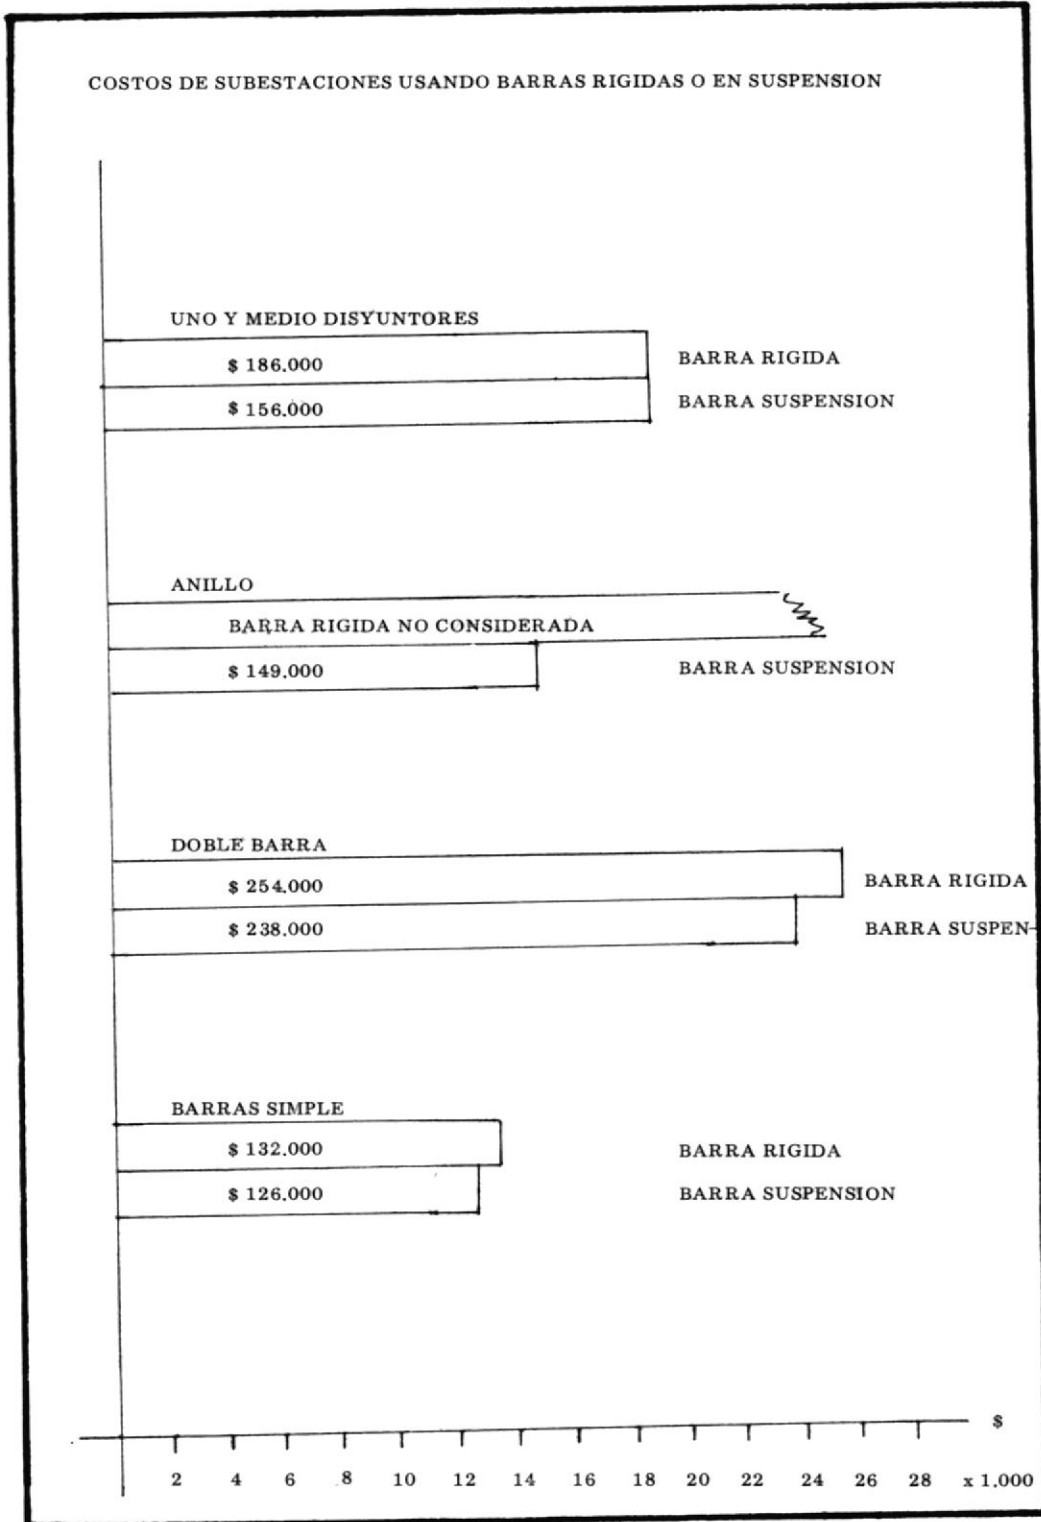 COSTOS DE SUBESTACIONES USANDO BARRAS RIGIDAS O EN SUSPENSION
UNO Y MEDIO DISYUNTORES
$ 186.000 BARRA RIGIDA
$ 156.000 BARRA SUSPENSION
ANILLO
BARRA RIGIDA NO CONSIDERADA
$ 149.000 BARRA SUSPENSION
DOBLE BARRA
$ 254.000 BARRA RIGIDA
$ 238.000 BARRA SUSPEN-
BARRAS SIMPLE
$ 132.000 BARRA RIGIDA
$ 126.000 BARRA SUSPENSION
$
2 4 6 8 10 12 14 16 18 20 22 24 26 28 x 1.000